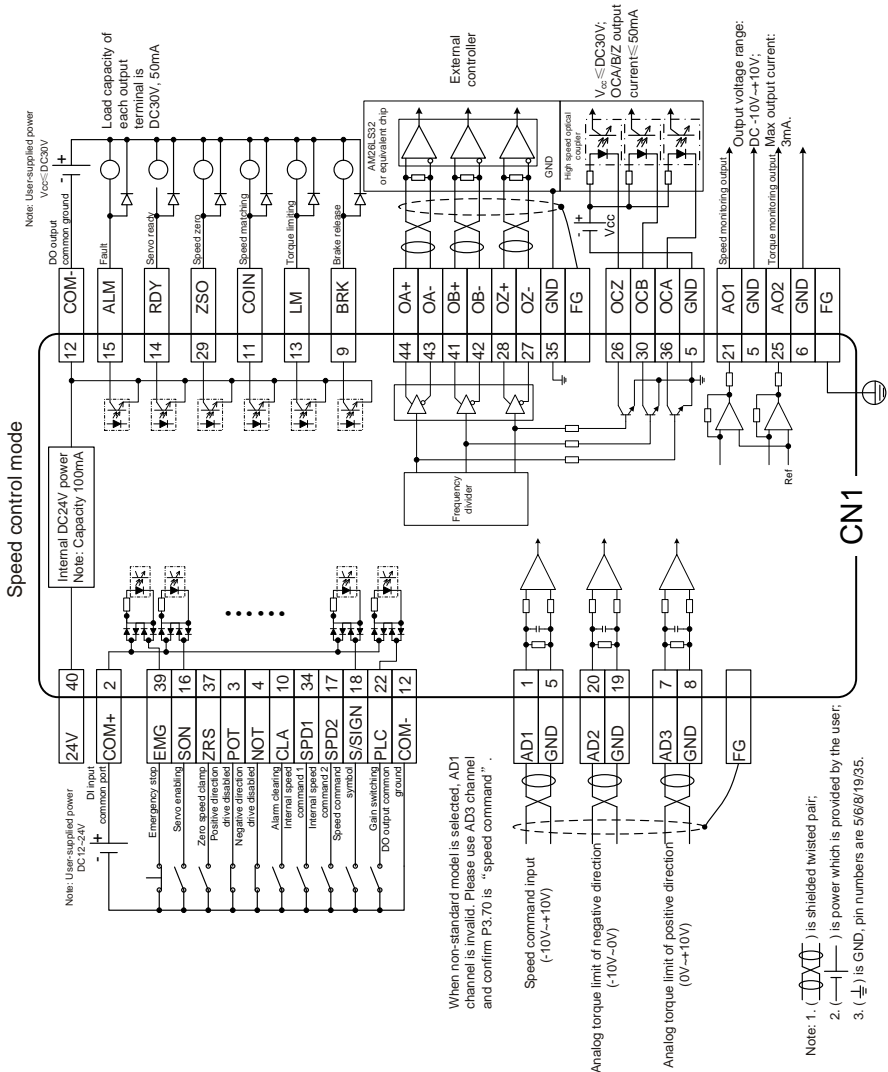 Speed control mode
Note: User-supplied power
DC12~24V
DI input
common port
24V
40
COM+
2
Emergency stop
EMG
39
Servo enabling
SON
16
Zero speed clamp
ZRS
37
Positive direction
drive disabled
POT
3
Negative direction
drive disabled
NOT
4
Alarm clearing
CLA
10
Internal speed
command 1
SPD1
34
Internal speed
command 2
SPD2
17
Speed command
symbol
S/SIGN
18
Gain switching
PLC
22
DO output common
ground
COM-
12
Internal DC24V power
Note: Capacity 100mA
When non-standard model is selected, AD1
channel is invalid. Please use AD3 channel
and confirm P3.70 is “speed command” .
Speed command input
(-10V~+10V)
AD1
1
GND
5
Analog torque limit of negative direction
(-10V~0V)
AD2
20
GND
19
Analog torque limit of positive direction
(0V~+10V)
AD3
7
GND
8
FG
Note: User-supplied power
Vcc≤DC30V
DO output
common ground
12
COM-
15
ALM
Fault
14
RDY
Servo ready
29
ZSO
Speed zero
11
COIN
Speed matching
13
LM
Torque limiting
9
BRK
Brake release
Load capacity of
each output
terminal is
DC30V, 50mA
Frequency
divider
44
OA+
43
OA-
41
OB+
42
OB-
28
OZ+
27
OZ-
35
GND
FG
AM26LS32
or equivalent chip
GND
External
controller
High speed optical
coupler
Vcc
26
OCZ
30
OCB
36
OCA
5
GND
Vcc≤DC30V;
OCA/B/Z output
current≤50mA
Ref
21
AO1
Speed monitoring output
5
GND
25
AO2
Torque monitoring output
6
GND
FG
Output voltage range:
DC -10V~+10V;
Max output current:
3mA.
CN1
Note: 1. ( ) is shielded twisted pair;
2. ( ) is power which is provided by the user;
3. ( ) is GND, pin numbers are 5/6/8/19/35.